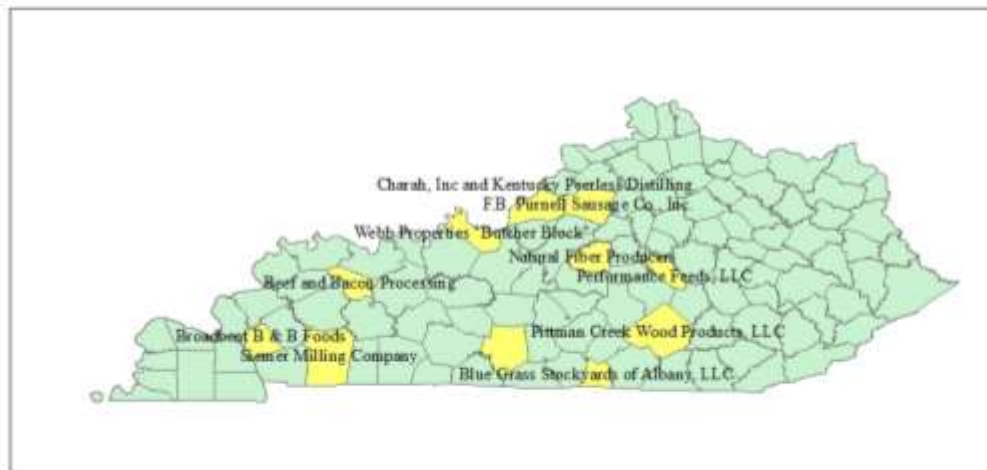 Charah, Inc and Kentucky Peerless Distilling
F.B. Purnell Sausage Co., Inc
Webb Properties "Butcher Block"
Natural Fiber Producers
Performance Feeds, LLC
Beef and Bacon Processing
Pittman Creek Wood Products, LLC
Broadbent B & B Foods
Siemer Milling Company
Blue Grass Stockyards of Albany, LLC